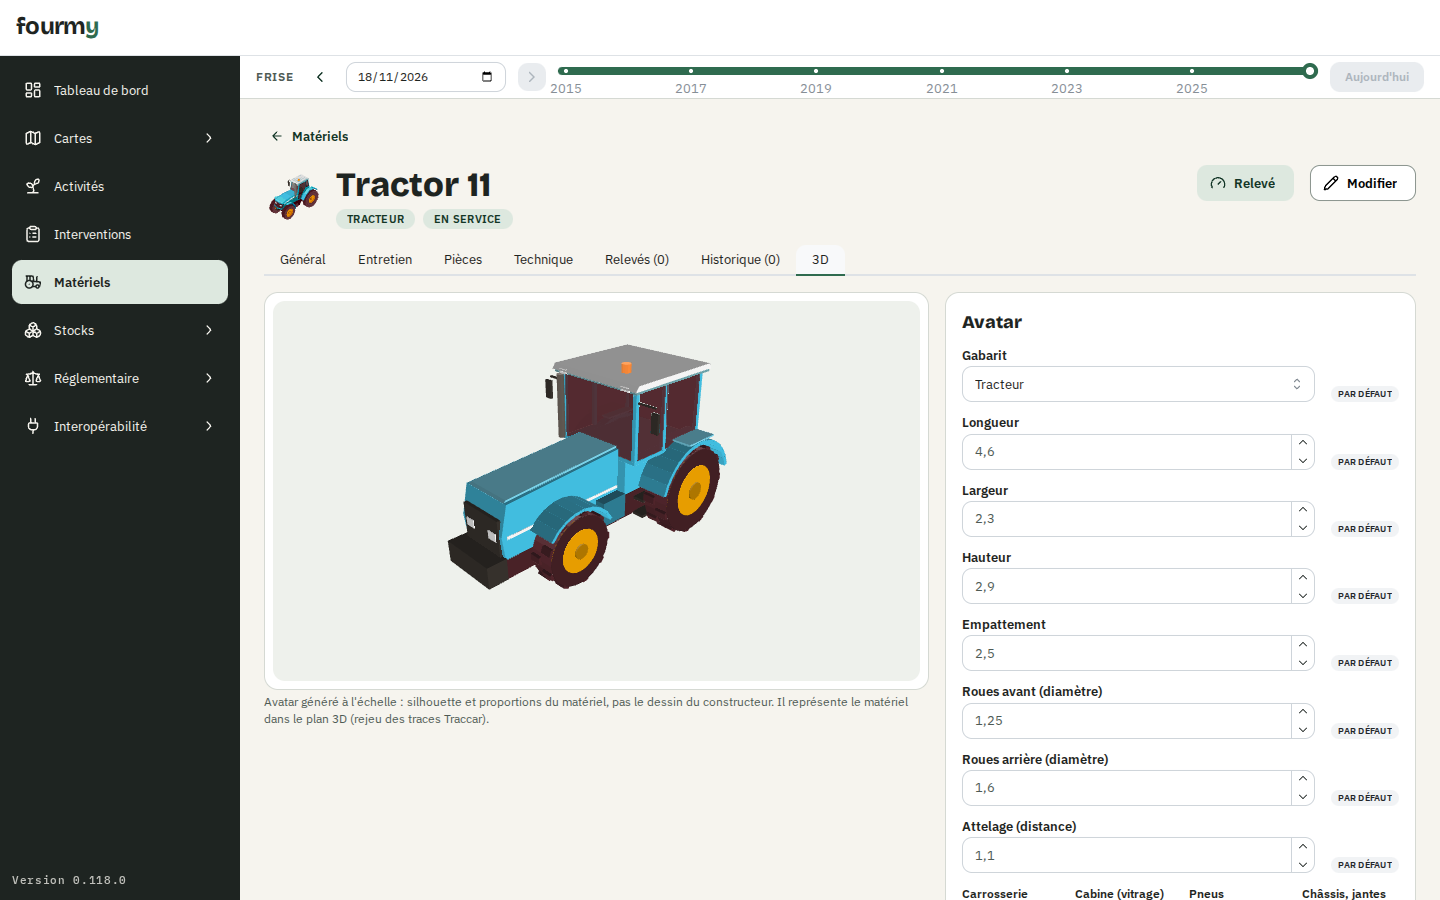 fourmy
FRISE
18/11/2026
2015
2017
2019
2021
2023
2025
Aujourd'hui
Tableau de bord
Cartes
Activités
Interventions
Matériels
Stocks
Réglementaire
Interopérabilité
Version 0.118.0
Matériels
Tractor 11
TRACTEUR
EN SERVICE
Relevé
Modifier
Général
Entretien
Pièces
Technique
Relevés (0)
Historique (0)
3D
Avatar généré à l'échelle : silhouette et proportions du matériel, pas le dessin du constructeur. Il représente le matériel
dans le plan 3D (rejeu des traces Traccar).
Avatar
Gabarit
Tracteur
PAR DÉFAUT
Longueur
4,6
PAR DÉFAUT
Largeur
2,3
PAR DÉFAUT
Hauteur
2,9
PAR DÉFAUT
Empattement
2,5
PAR DÉFAUT
Roues avant (diamètre)
1,25
PAR DÉFAUT
Roues arrière (diamètre)
1,6
PAR DÉFAUT
Attelage (distance)
1,1
PAR DÉFAUT
Carrosserie
Cabine (vitrage)
Pneus
Châssis, jantes